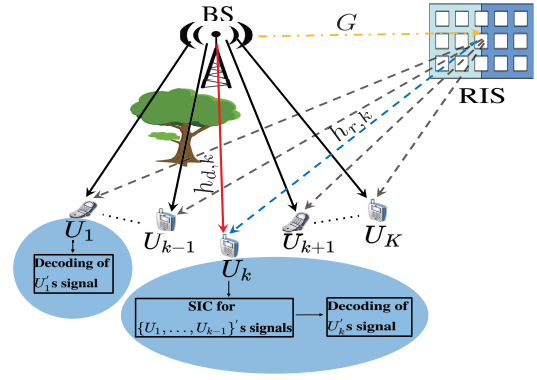 BS
G
RIS
h_{r,k}
h_{d,k}
U_1
U_{k-1}
U_k
U_{k+1}
U_K
Decoding of
U_1's signal
SIC for
{U_1, . . . , U_{k-1}}'s signals
Decoding of
U_k's signal